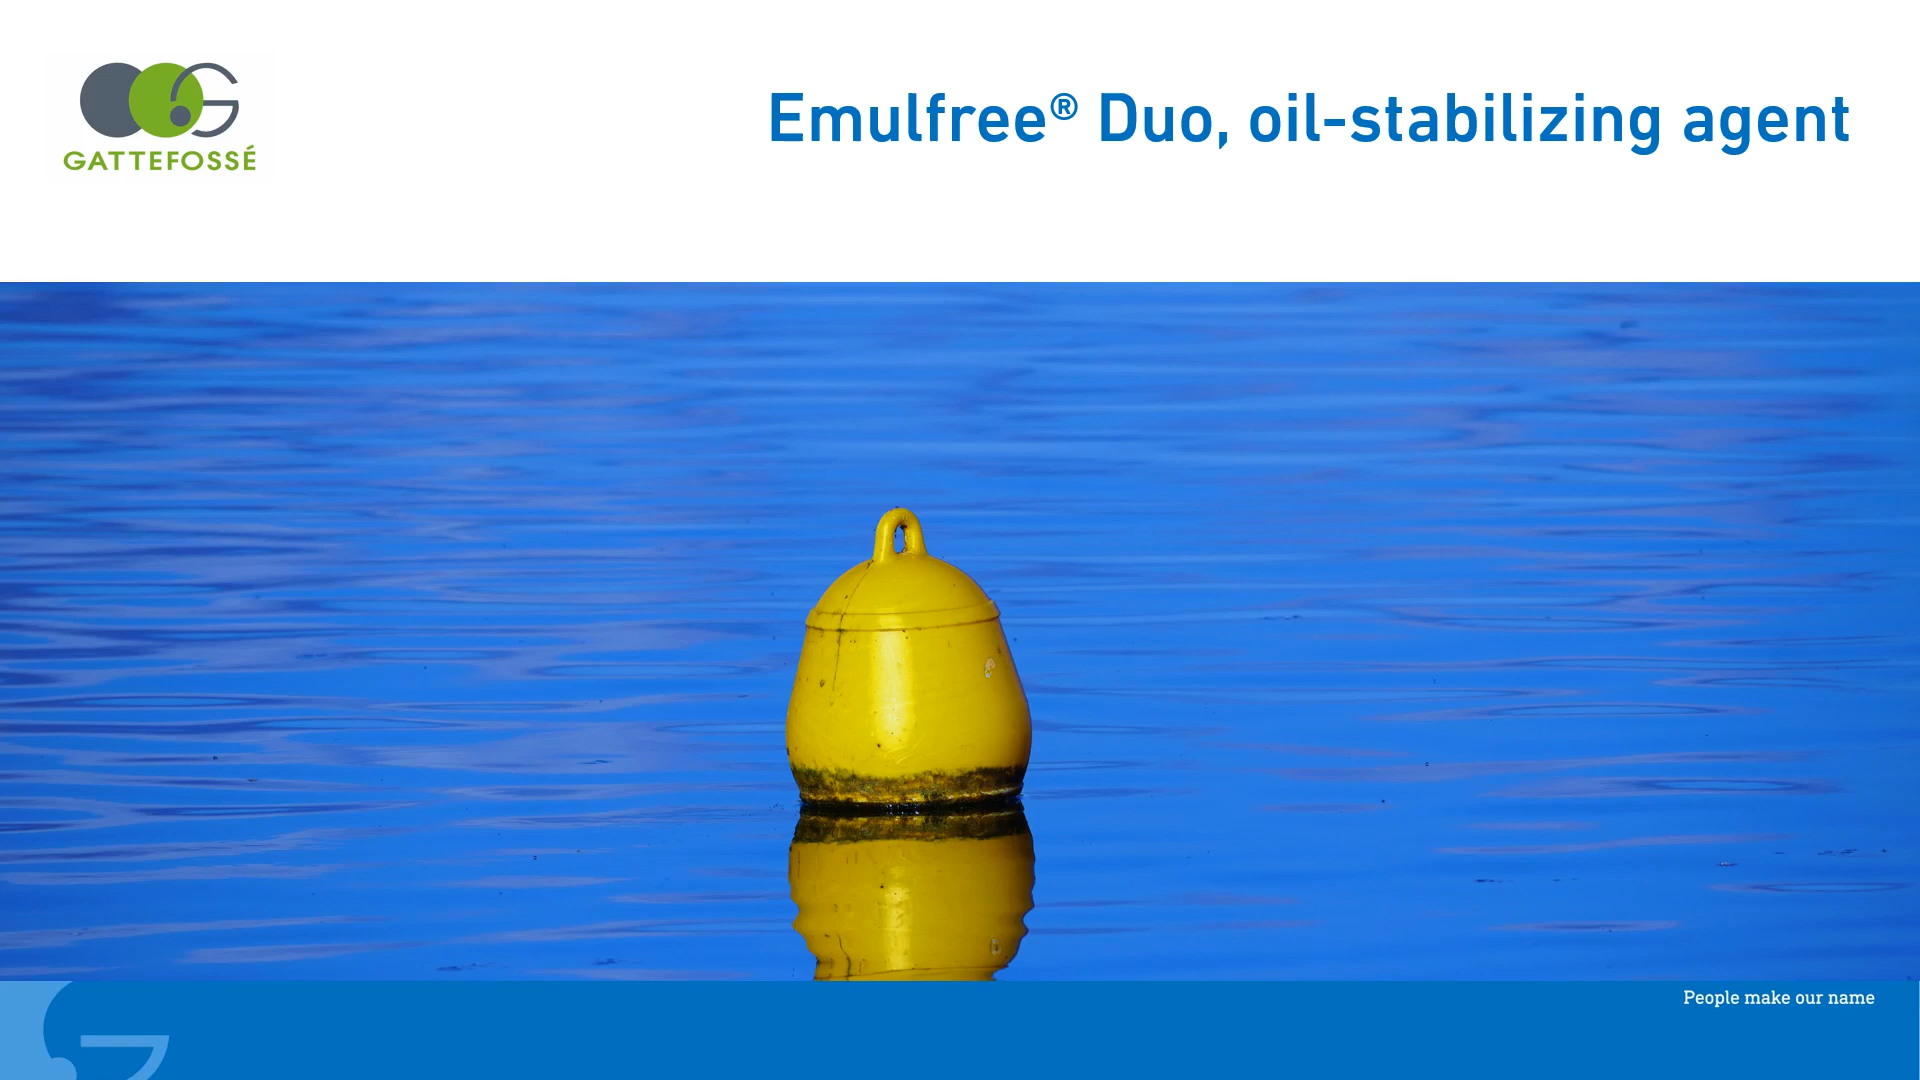 GATTEFOSSÉ
Emulfree® Duo, oil-stabilizing agent
People make our name